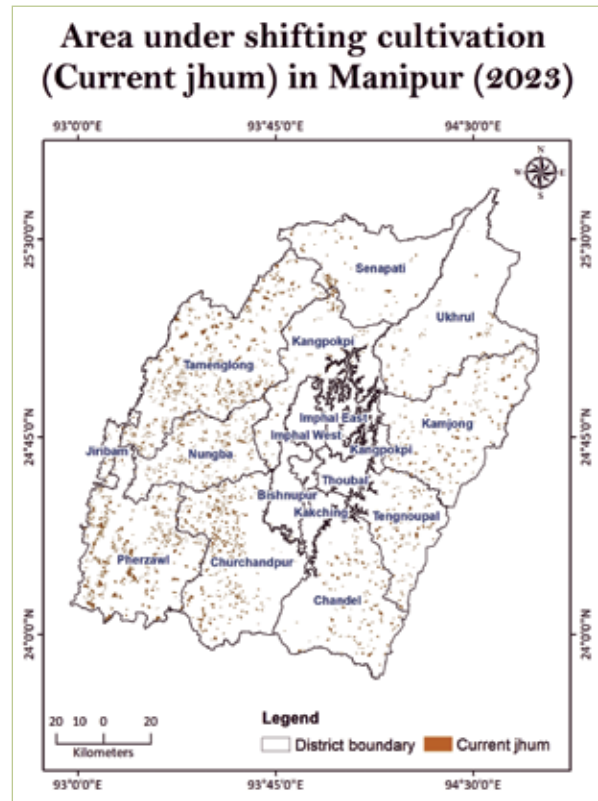 Area under shifting cultivation
(Current jhum) in Manipur (2023)
93°0'0"E 93°45'0"E 94°30'0"E
N
W E
S
25°30'0"N 25°30'0"N
Senapati
Ukhrul
Kangpokpi
Tamenglong
Imphal East
Kamjong
24°45'0"N 24°45'0"N
Imphal West
Jiribam
Nungba
Kangpokpi
Thoubal
Bishnupur
Kakching
Tengnoupal
Pherzawl
Churchandpur
Chandel
24°0'0"N 24°0'0"N
20 10 0 20
Kilometers
Legend
District boundary Current jhum
93°0'0"E 93°45'0"E 94°30'0"E